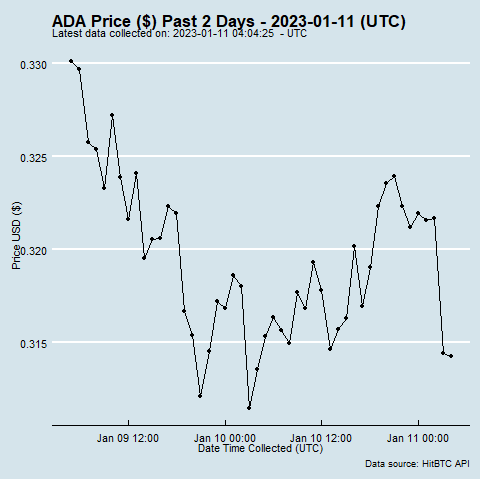 ADA Price ($) Past 2 Days - 2023-01-11 (UTC)
Latest data collected on: 2023-01-11 04:04:25 - UTC
0.330
0.325
0.320
0.315
Price USD ($)
Jan 09 12:00 Jan 10 00:00 Jan 10 12:00 Jan 11 00:00
Date Time Collected (UTC)
Data source: HitBTC API